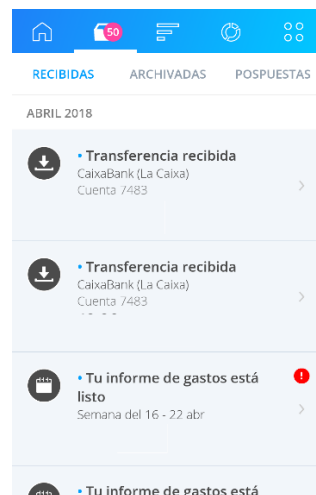 50
RECIBIDAS ARCHIVADAS POSPUESTAS
ABRIL 2018
• Transferencia recibida
CaixaBank (La Caixa)
Cuenta 7483
• Transferencia recibida
CaixaBank (La Caixa)
Cuenta 7483
• Tu informe de gastos está
listo
Semana del 16 - 22 abr
• Tu informe de gastos está